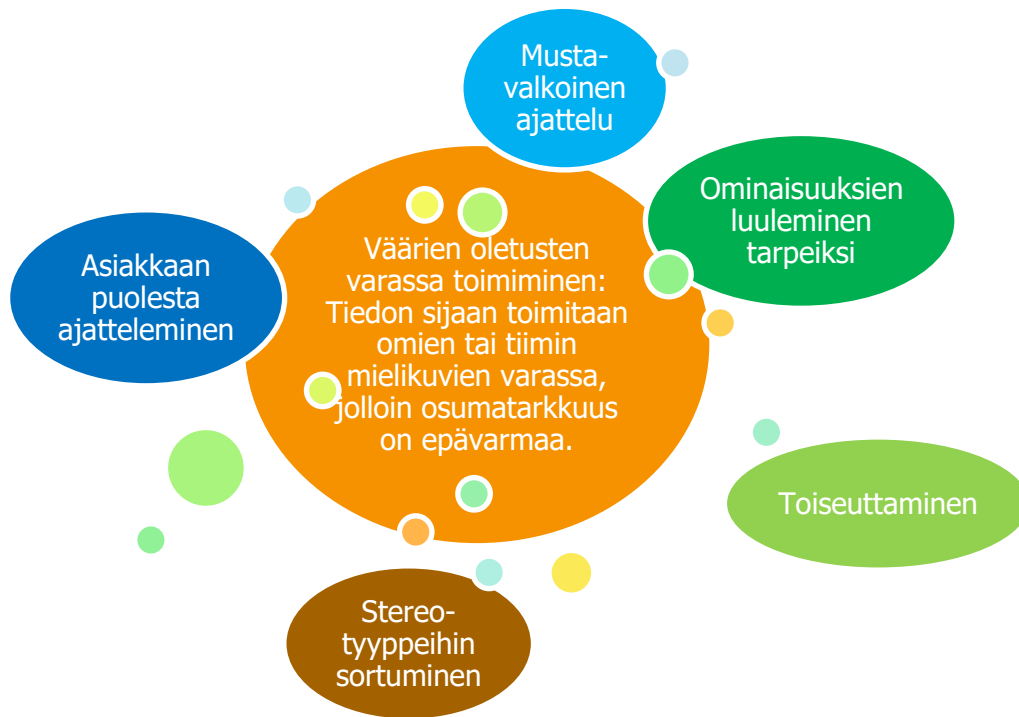 Musta-
valkoinen
ajattelu
Ominaisuuksien
luuleminen
tarpeiksi
Asiakkaan
puolesta
ajatteleminen
Väärien oletusten
varassa toimiminen:
Tiedon sijaan toimitaan
omien tai tiimin
mielikuvien varassa,
jolloin osumatarkkuus
on epävarmaa.
Toiseuttaminen
Stereo-
tyyppeihin
sortuminen